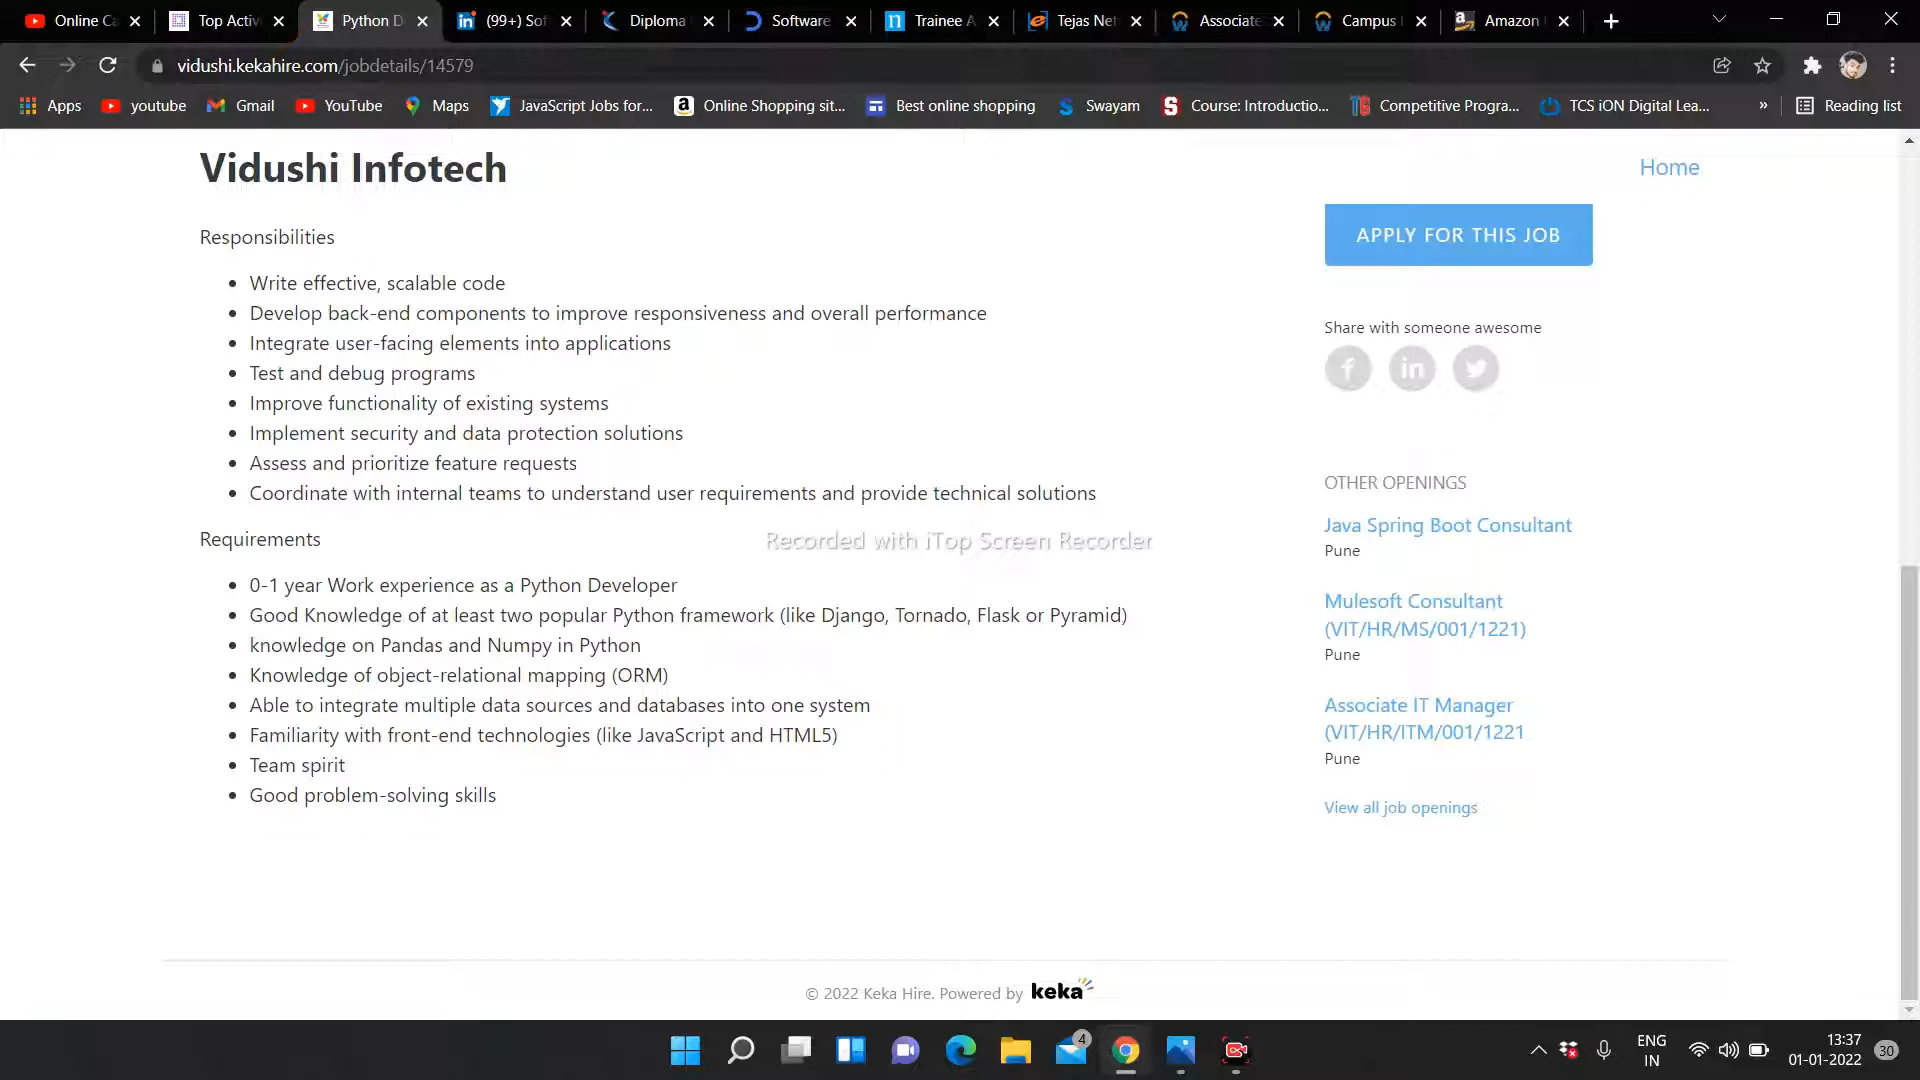 Online Ca
Top Activ
Python D
(99+) Sof
Diploma
Software
Trainee A
Tejas Net
Associate
Campus
Amazon
vidushi.kekahire.com/jobdetails/14579
Apps
youtube
Gmail
YouTube
Maps
JavaScript Jobs for...
Online Shopping sit...
Best online shopping
Swayam
Course: Introductio...
Competitive Progra...
TCS iON Digital Lea...
»
Reading list
Vidushi Infotech
Home
Responsibilities
Write effective, scalable code
Develop back-end components to improve responsiveness and overall performance
Integrate user-facing elements into applications
Test and debug programs
Improve functionality of existing systems
Implement security and data protection solutions
Assess and prioritize feature requests
Coordinate with internal teams to understand user requirements and provide technical solutions
Requirements
0-1 year Work experience as a Python Developer
Good Knowledge of at least two popular Python framework (like Django, Tornado, Flask or Pyramid)
knowledge on Pandas and Numpy in Python
Knowledge of object-relational mapping (ORM)
Able to integrate multiple data sources and databases into one system
Familiarity with front-end technologies (like JavaScript and HTML5)
Team spirit
Good problem-solving skills
Recorded with iTop Screen Recorder
APPLY FOR THIS JOB
Share with someone awesome
OTHER OPENINGS
Java Spring Boot Consultant
Pune
Mulesoft Consultant
(VIT/HR/MS/001/1221)
Pune
Associate IT Manager
(VIT/HR/ITM/001/1221
Pune
View all job openings
© 2022 Keka Hire. Powered by keka
4
ENG
IN
13:37
01-01-2022
30